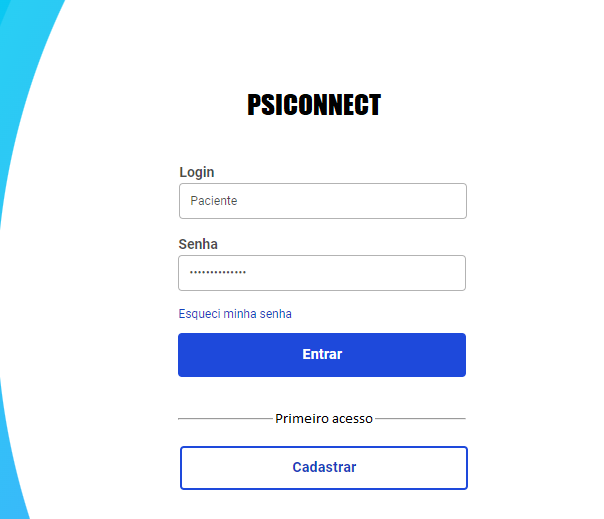 PSICONNECT
Login
Paciente
Senha
••••••••••••••
Esqueci minha senha
Entrar
Primeiro acesso
Cadastrar